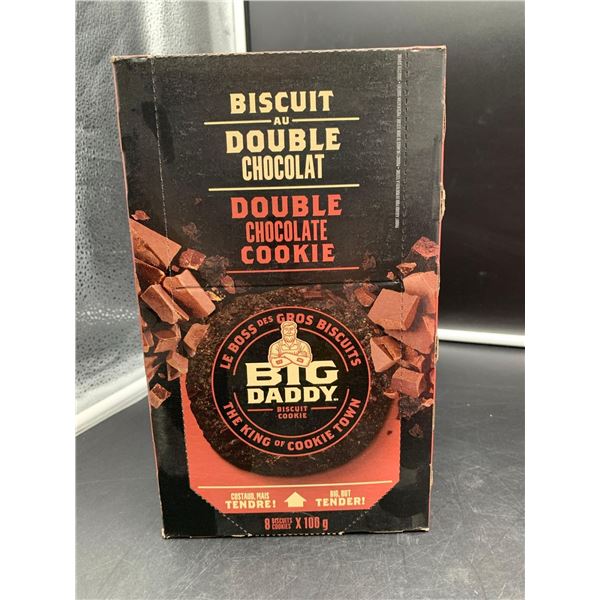 BISCUIT
AU
DOUBLE
CHOCOLAT
DOUBLE
CHOCOLATE
COOKIE
LE BOSS DES GROS BISCUITS
BIG
DADDY
BISCUIT
COOKIE
THE KING OF COOKIE TOWN
COSTAUD, MAIS
TENDRE!
BIG, BUT
TENDER!
8 BISCUITS COOKIES X 100 g